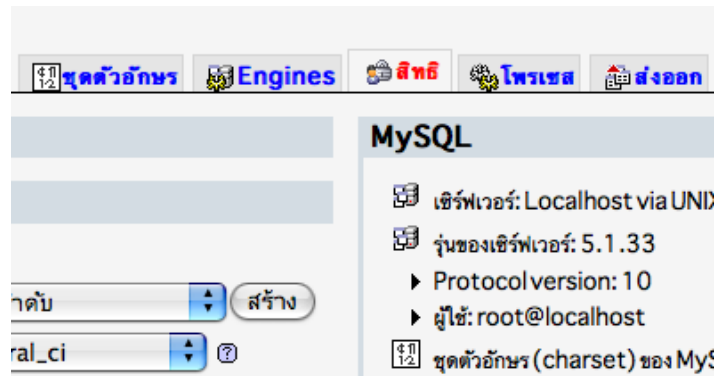 ชุดตัวอักษร Engines สิทธิ โพรเซส ส่งออก
MySQL
เซิร์ฟเวอร์: Localhost via UNIX
รุ่นของเซิร์ฟเวอร์: 5.1.33
Protocol version: 10
สร้าง
ผู้ใช้: root@localhost
ral_ci
ชุดตัวอักษร (charset) ของ MyS